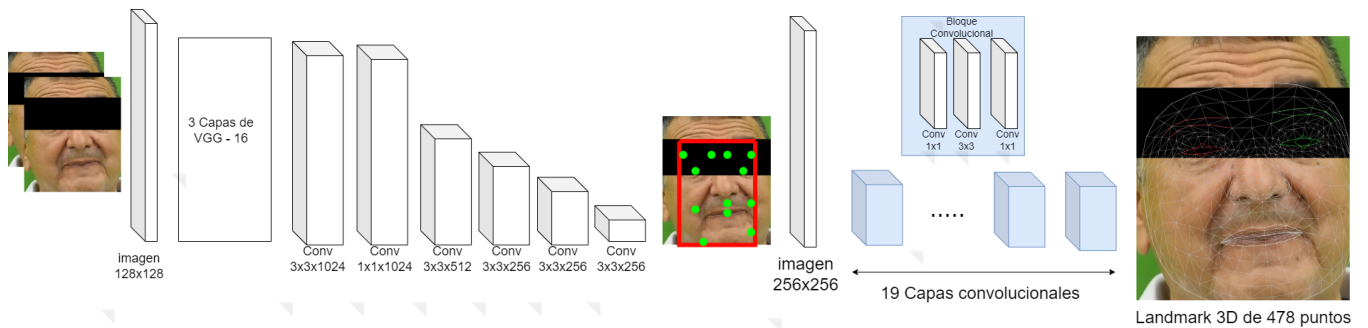 imagen
128x128
3 Capas de
VGG - 16
Conv
3x3x1024
Conv
1x1x1024
Conv
3x3x512
Conv
3x3x256
Conv
3x3x256
Conv
3x3x256
imagen
256x256
Bloque
Convolucional
Conv
1x1
Conv
3x3
Conv
1x1
.....
19 Capas convolucionales
Landmark 3D de 478 puntos